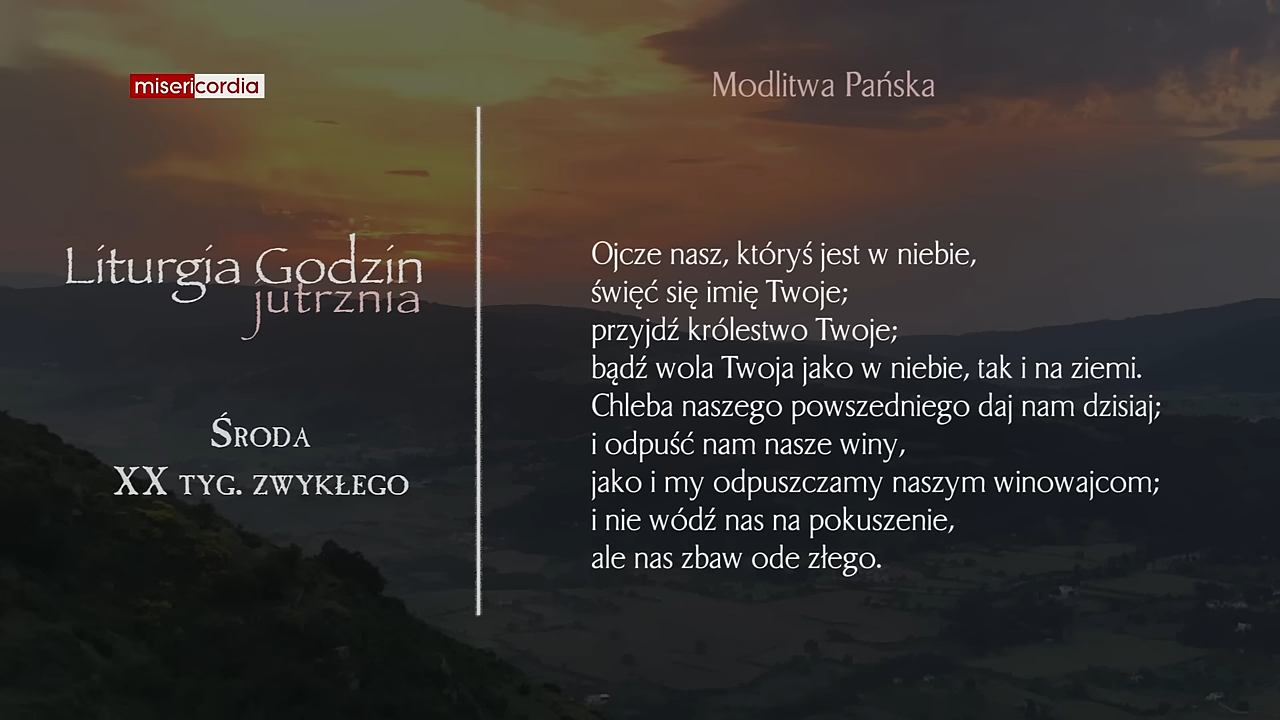 misericordia
Liturgia Godzin
jutrznia
Środa
XX tyg. zwykłego
Modlitwa Pańska
Ojcze nasz, któryś jest w niebie,
święć się imię Twoje;
przyjdź królestwo Twoje;
bądź wola Twoja jako w niebie, tak i na ziemi.
Chleba naszego powszedniego daj nam dzisiaj;
i odpuść nam nasze winy,
jako i my odpuszczamy naszym winowajcom;
i nie wódź nas na pokuszenie,
ale nas zbaw ode złego.